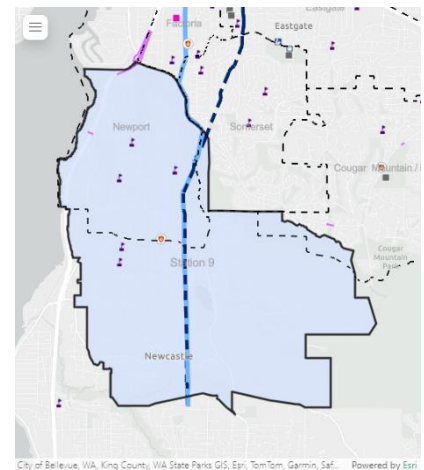 Eastgate
Factoria
Eastgate
Newport
Somerset
Cougar Mountain /
Cougar
Mountain
Park
Station 9
Newcastle
City of Bellevue, WA, King County, WA State Parks GIS, Esri, TomTom, Garmin, Saf... Powered by Esri